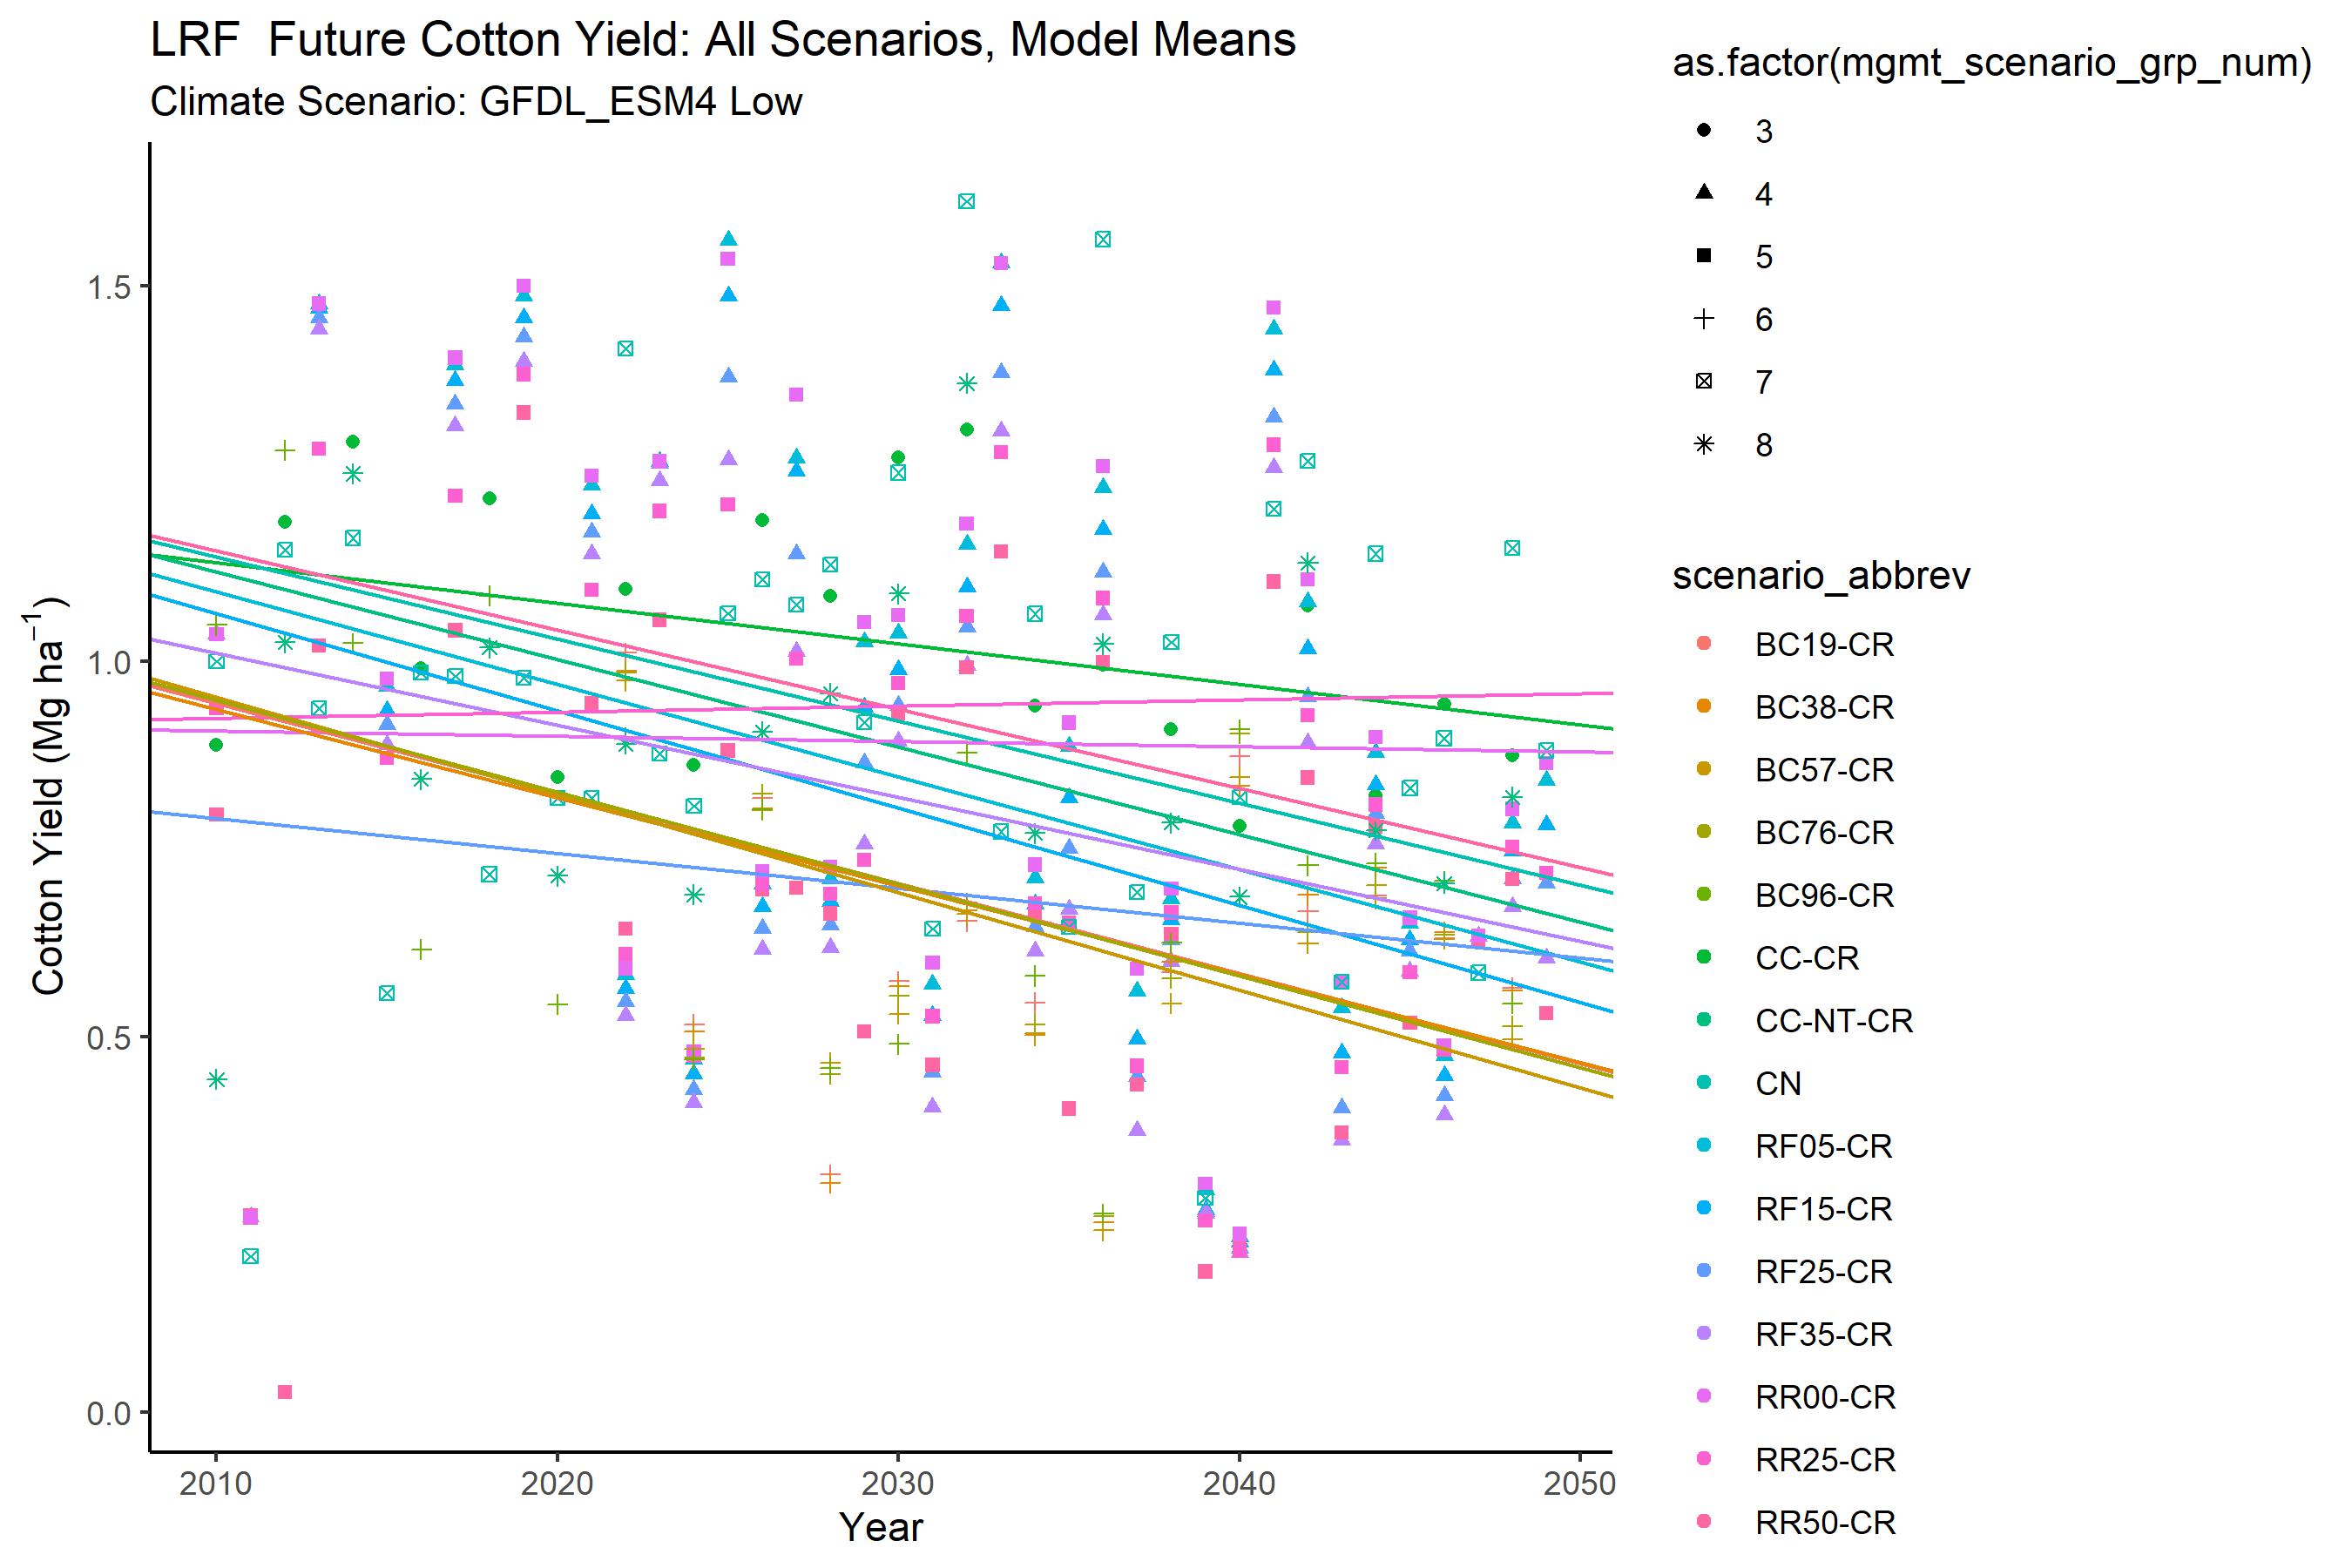 LRF  Future Cotton Yield: All Scenarios, Model Means
Climate Scenario: GFDL_ESM4 Low
Cotton Yield (Mg ha⁻¹)
1.5
1.0
0.5
0.0
2010 2020 2030 2040 2050
Year
as.factor(mgmt_scenario_grp_num)
3
4
5
6
7
8
scenario_abbrev
BC19-CR
BC38-CR
BC57-CR
BC76-CR
BC96-CR
CC-CR
CC-NT-CR
CN
RF05-CR
RF15-CR
RF25-CR
RF35-CR
RR00-CR
RR25-CR
RR50-CR